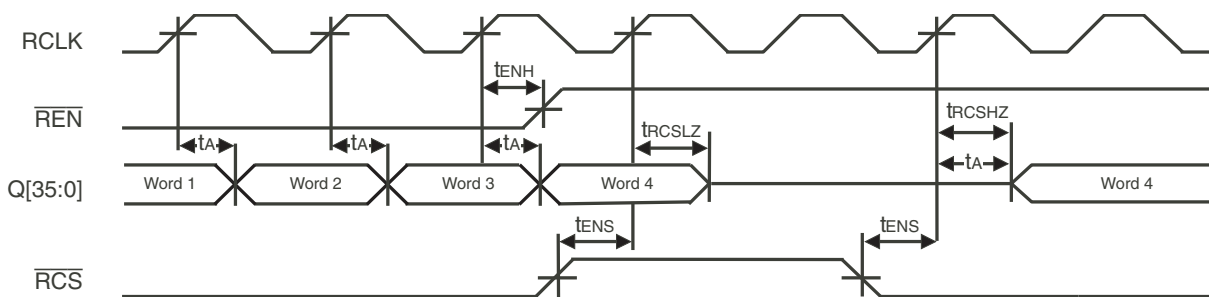 RCLK
tENH
REN
tRCSHZ
tA tA tA tRCSLZ tA
Q[35:0] Word 1 Word 2 Word 3 Word 4 Word 4
tENS tENS
RCS